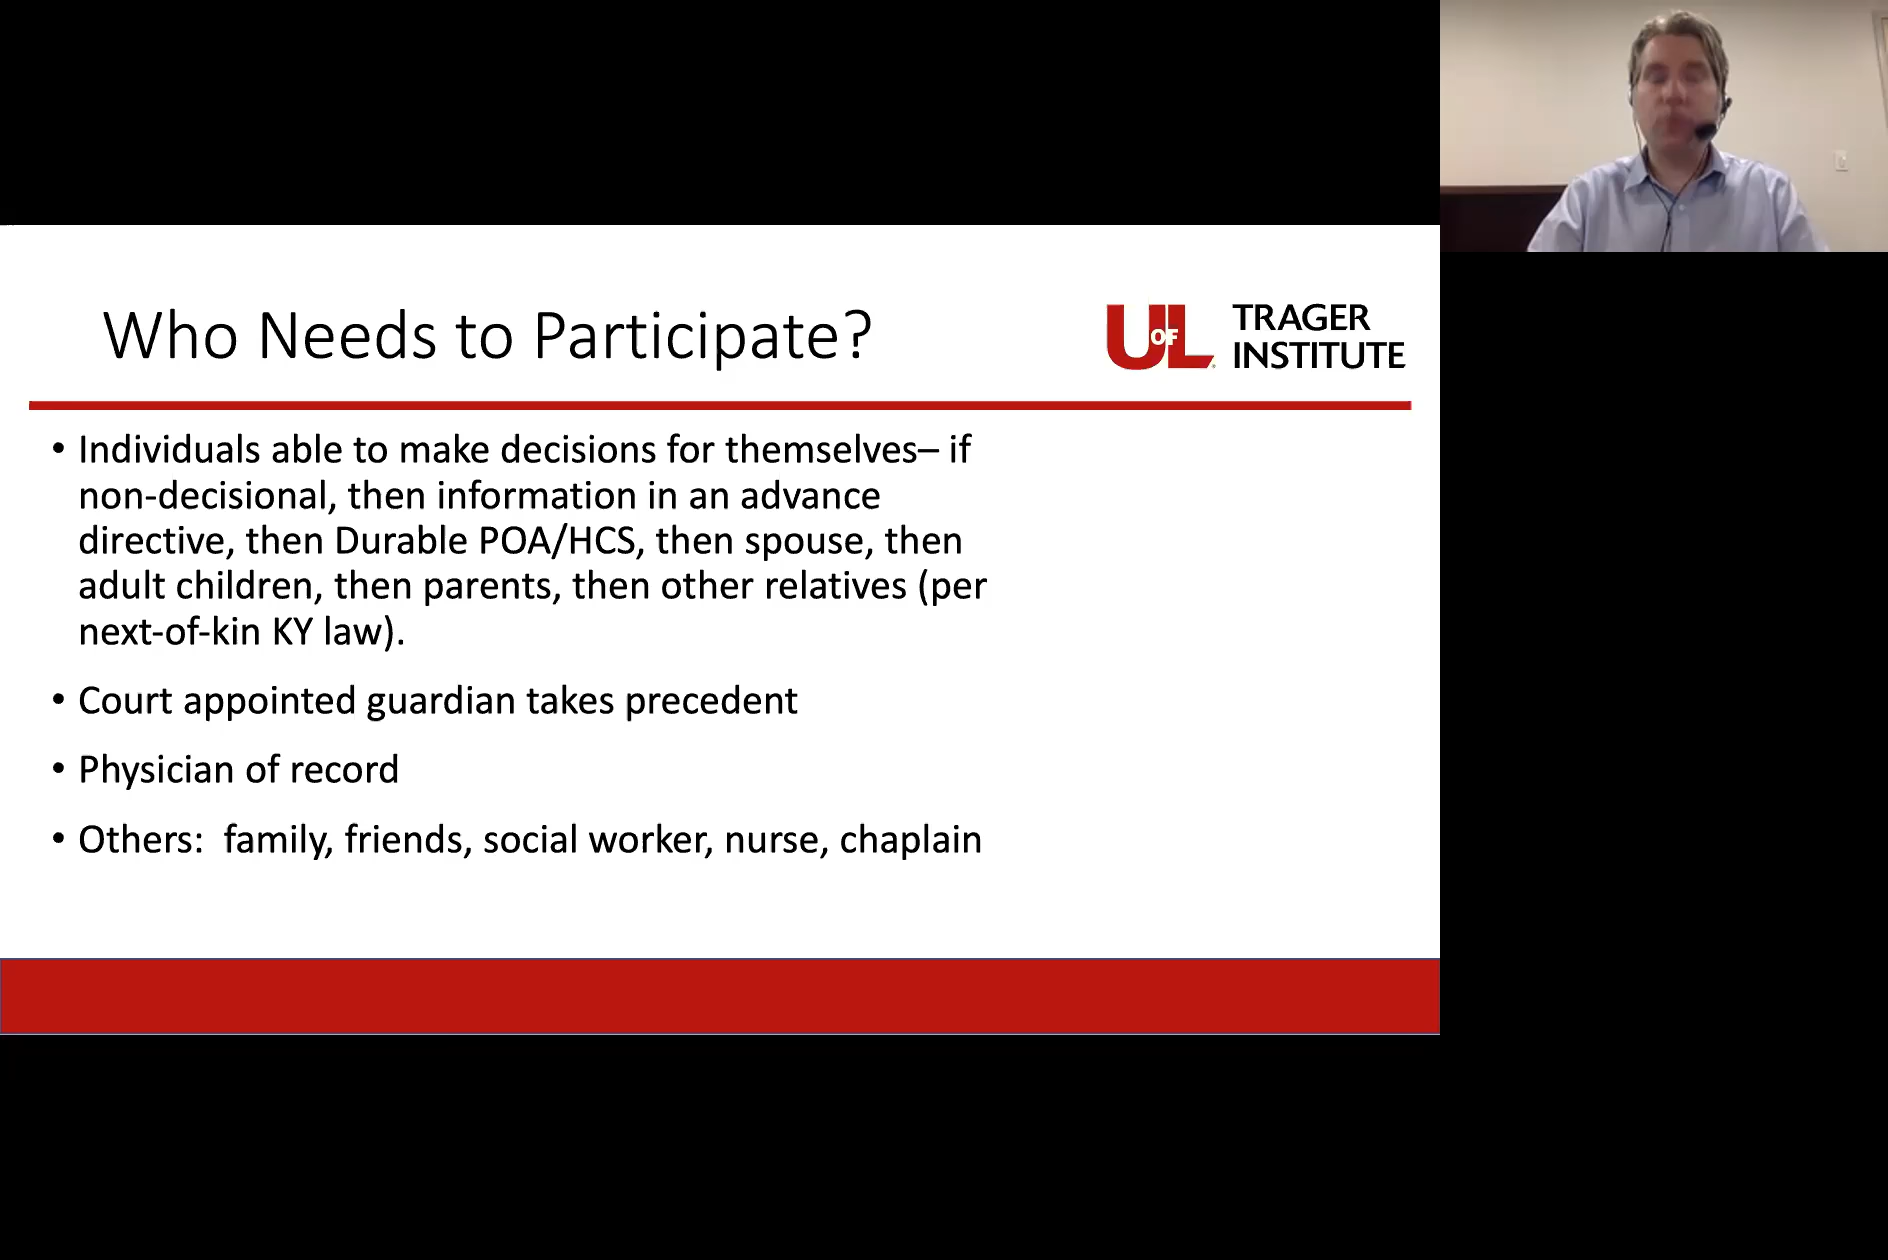 Who Needs to Participate?
UOFL TRAGER
INSTITUTE
• Individuals able to make decisions for themselves– if
non-decisional, then information in an advance
directive, then Durable POA/HCS, then spouse, then
adult children, then parents, then other relatives (per
next-of-kin KY law).
• Court appointed guardian takes precedent
• Physician of record
• Others:  family, friends, social worker, nurse, chaplain